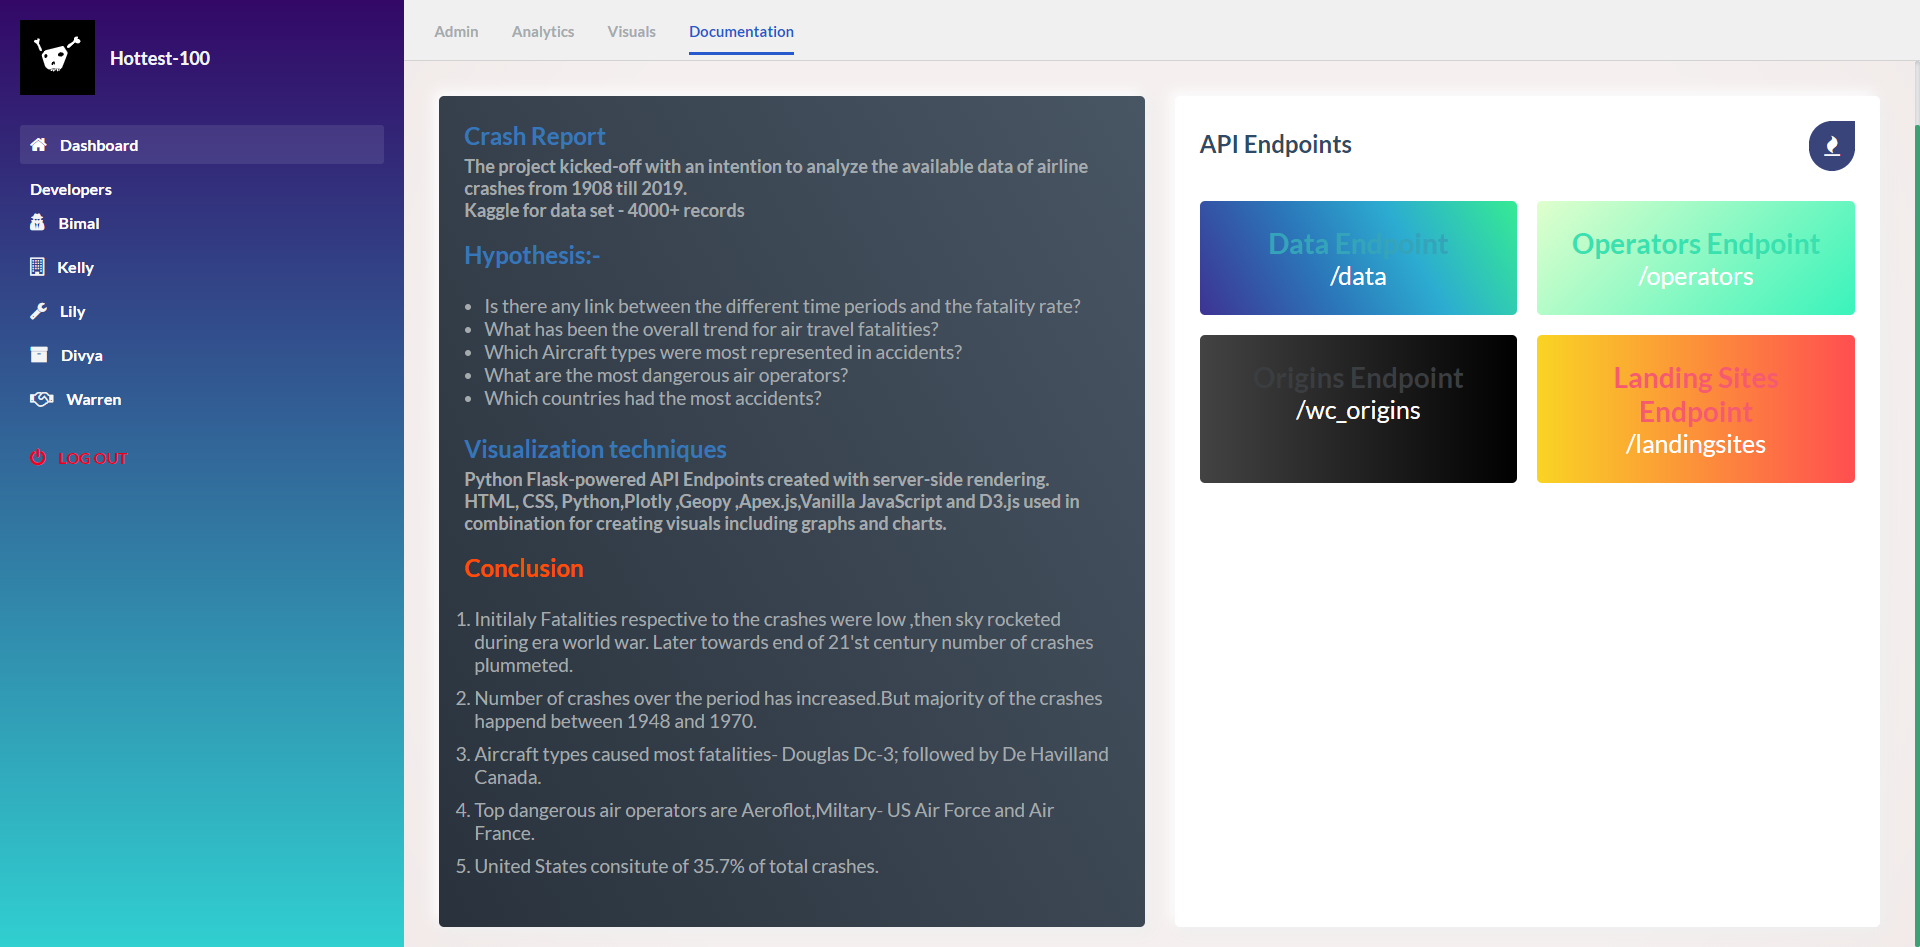 Hottest-100
Dashboard
Developers
Bimal
Kelly
Lily
Divya
Warren
LOG OUT
Admin
Analytics
Visuals
Documentation
Crash Report
The project kicked-off with an intention to analyze the available data of airline
crashes from 1908 till 2019.
Kaggle for data set - 4000+ records
Hypothesis:-
• Is there any link between the different time periods and the fatality rate?
• What has been the overall trend for air travel fatalities?
• Which Aircraft types were most represented in accidents?
• What are the most dangerous air operators?
• Which countries had the most accidents?
Visualization techniques
Python Flask-powered API Endpoints created with server-side rendering.
HTML, CSS, Python,Plotly ,Geopy ,Apex.js,Vanilla JavaScript and D3.js used in
combination for creating visuals including graphs and charts.
Conclusion
1. Initilaly Fatalities respective to the crashes were low ,then sky rocketed
during era world war. Later towards end of 21'st century number of crashes
plummeted.
2. Number of crashes over the period has increased.But majority of the crashes
happend between 1948 and 1970.
3. Aircraft types caused most fatalities- Douglas Dc-3; followed by De Havilland
Canada.
4. Top dangerous air operators are Aeroflot,Miltary- US Air Force and Air
France.
5. United States consitute of 35.7% of total crashes.
API Endpoints
Data Endpoint
/data
Operators Endpoint
/operators
Origins Endpoint
/wc_origins
Landing Sites
Endpoint
/landingsites